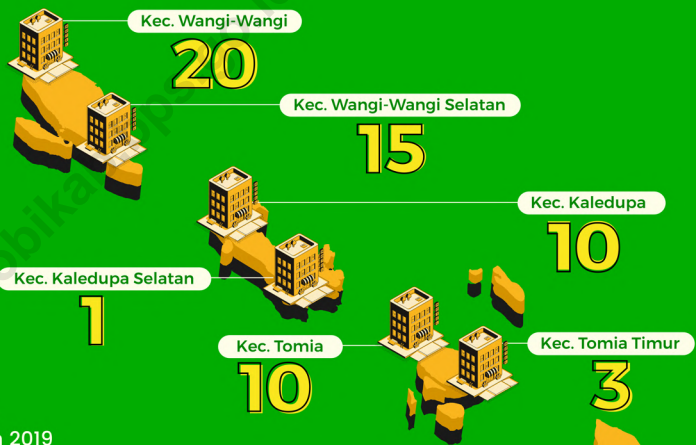 Kec. Wangi-Wangi
20
Kec. Wangi-Wangi Selatan
15
Kec. Kaledupa
10
Kec. Kaledupa Selatan
1
Kec. Tomia
10
Kec. Tomia Timur
3
2019